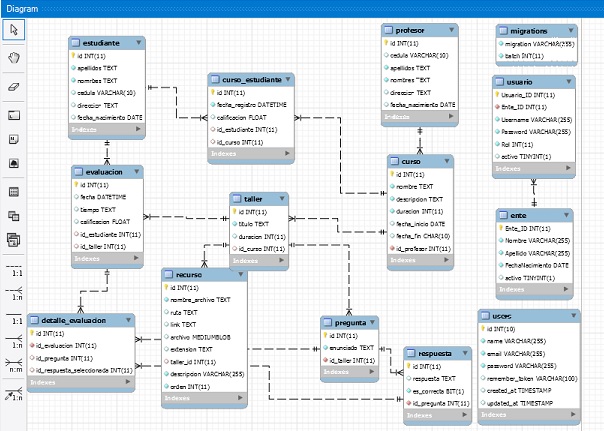 Diagram
estudiante
id INT(11)
apellidos TEXT
nombres TEXT
cedula VARCHAR(10)
direccion TEXT
fecha_nacimiento DATE
Indexes
curso_estudiante
id INT(11)
fecha_registro DATETIME
calificacion FLOAT
id_estudiante INT(11)
id_curso INT(11)
Indexes
profesor
id INT(11)
cedula VARCHAR(10)
apellidos TEXT
nombres TEXT
direccion TEXT
fecha_nacimiento DATE
Indexes
migrations
migration VARCHAR(255)
batch INT(11)
usuario
Usuario_ID INT(11)
Ente_ID INT(11)
Username VARCHAR(255)
Password VARCHAR(255)
Rol INT(11)
activo TINYINT(1)
Indexes
evaluacion
id INT(11)
fecha DATETIME
tiempo TEXT
calificacion FLOAT
id_estudiante INT(11)
id_taller INT(11)
Indexes
taller
id INT(11)
titulo TEXT
duracion INT(11)
id_curso INT(11)
Indexes
curso
id INT(11)
nombre TEXT
descripcion TEXT
duracion INT(11)
fecha_inicio DATE
fecha_fin CHAR(10)
id_profesor INT(11)
Indexes
ente
Ente_ID INT(11)
Nombre VARCHAR(255)
Apellido VARCHAR(255)
FechaNacimiento DATE
activo TINYINT(1)
Indexes
recurso
id INT(11)
nombre_archivo TEXT
ruta TEXT
link TEXT
archivo MEDIUMBLOB
extension TEXT
taller_id INT(11)
descripcion VARCHAR(255)
orden INT(11)
Indexes
detalle_evaluacion
id INT(11)
id_evaluacion INT(11)
id_pregunta INT(11)
id_respuesta_seleccionada INT(11)
Indexes
pregunta
id INT(11)
enunciado TEXT
id_taller INT(11)
Indexes
respuesta
id INT(11)
respuesta TEXT
es_correcta BIT(1)
id_pregunta INT(11)
Indexes
users
id INT(10)
name VARCHAR(255)
email VARCHAR(255)
password VARCHAR(255)
remember_token VARCHAR(100)
created_at TIMESTAMP
updated_at TIMESTAMP
Indexes
1:1
1:n
1:1
1:n
n:m
1:n